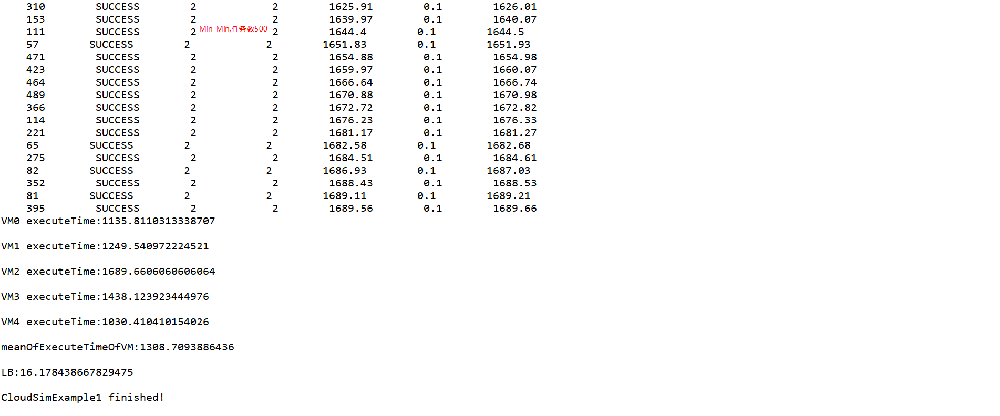 310 SUCCESS 2 2 1625.91 0.1 1626.01
153 SUCCESS 2 2 1639.97 0.1 1640.07
Min-Min,任务数500
111 SUCCESS 2 2 1644.4 0.1 1644.5
57 SUCCESS 2 2 1651.83 0.1 1651.93
471 SUCCESS 2 2 1654.88 0.1 1654.98
423 SUCCESS 2 2 1659.97 0.1 1660.07
464 SUCCESS 2 2 1666.64 0.1 1666.74
489 SUCCESS 2 2 1670.88 0.1 1670.98
366 SUCCESS 2 2 1672.72 0.1 1672.82
114 SUCCESS 2 2 1676.23 0.1 1676.33
221 SUCCESS 2 2 1681.17 0.1 1681.27
65 SUCCESS 2 2 1682.58 0.1 1682.68
275 SUCCESS 2 2 1684.51 0.1 1684.61
82 SUCCESS 2 2 1686.93 0.1 1687.03
352 SUCCESS 2 2 1688.43 0.1 1688.53
81 SUCCESS 2 2 1689.11 0.1 1689.21
395 SUCCESS 2 2 1689.56 0.1 1689.66
VM0 executeTime:1135.8110313338707
VM1 executeTime:1249.540972224521
VM2 executeTime:1689.6606060606064
VM3 executeTime:1438.123923444976
VM4 executeTime:1030.410410154026
meanOfExecuteTimeOfVM:1308.7093886436
LB:16.178438667829475
CloudSimExample1 finished!